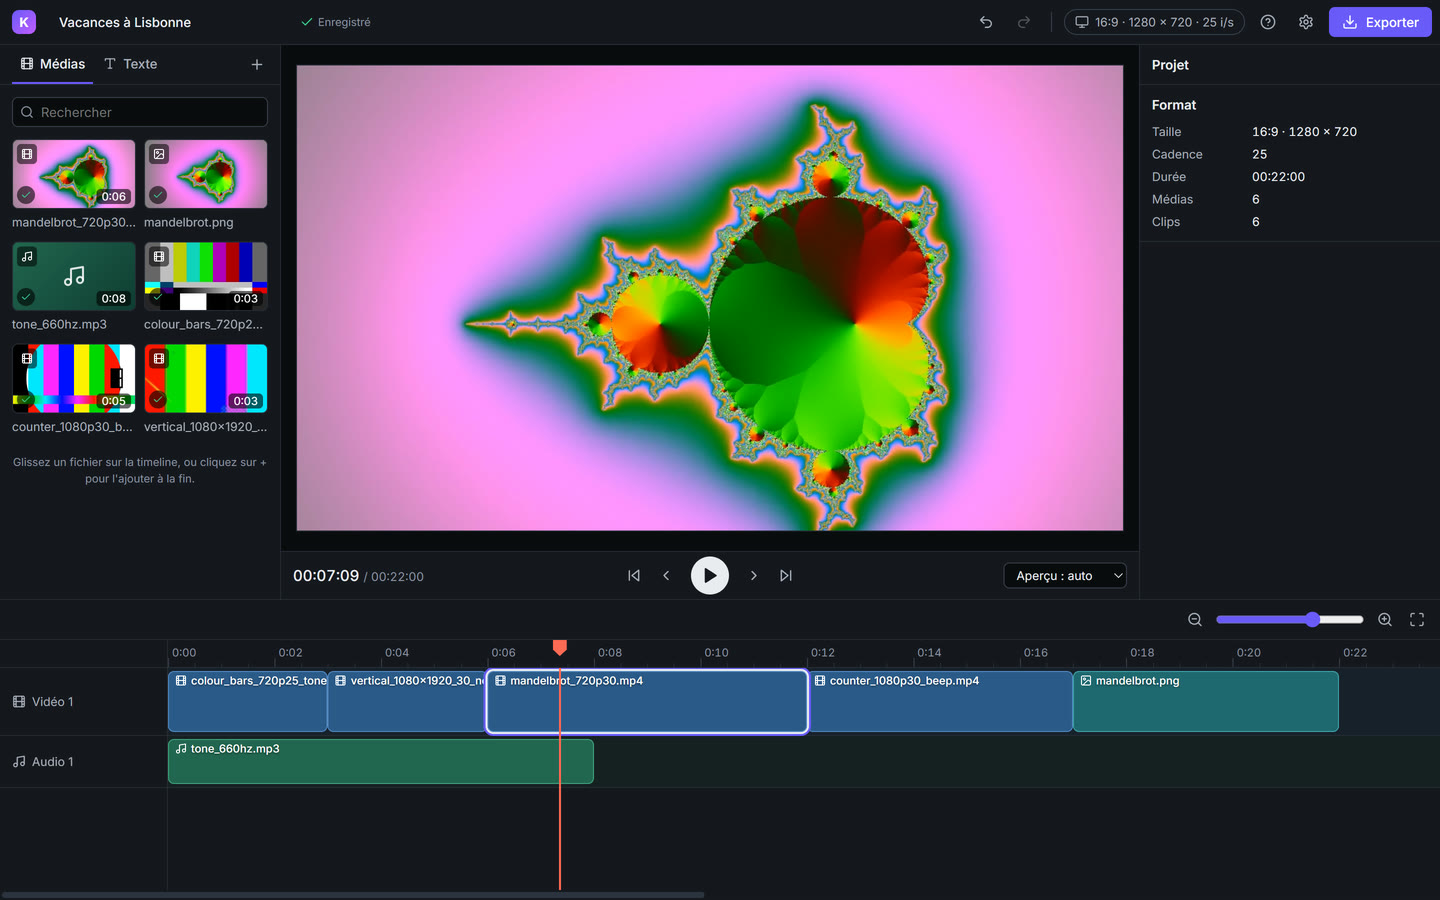 K
Vacances à Lisbonne
Enregistré
16:9 · 1280 × 720 · 25 i/s
Exporter
Médias
Texte
Rechercher
0:06
mandelbrot_720p30...
mandelbrot.png
0:08
0:03
tone_660hz.mp3
colour_bars_720p2...
0:05
0:03
counter_1080p30_b...
vertical_1080×1920_...
Glissez un fichier sur la timeline, ou cliquez sur +
pour l'ajouter à la fin.
00:07:09 / 00:22:00
Aperçu : auto
Projet
Format
Taille 16:9 · 1280 × 720
Cadence 25
Durée 00:22:00
Médias 6
Clips 6
0:00 0:02 0:04 0:06 0:08 0:10 0:12 0:14 0:16 0:18 0:20 0:22
Vidéo 1
colour_bars_720p25_tone
vertical_1080×1920_30_n
mandelbrot_720p30.mp4
counter_1080p30_beep.mp4
mandelbrot.png
Audio 1
tone_660hz.mp3